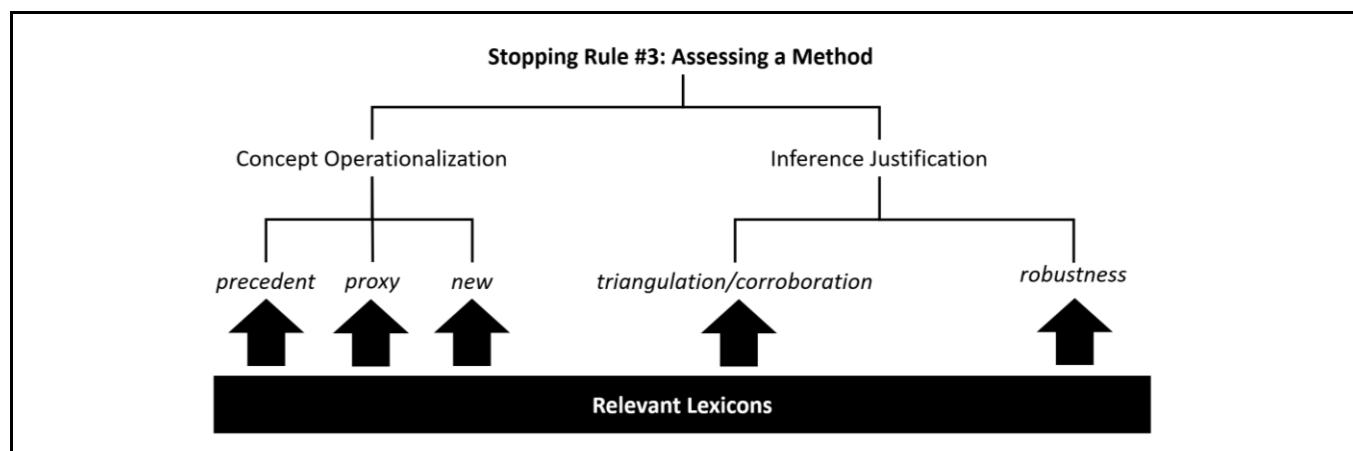 Stopping Rule #3: Assessing a Method
Concept Operationalization
Inference Justification
precedent
proxy
new
triangulation/corroboration
robustness
Relevant Lexicons